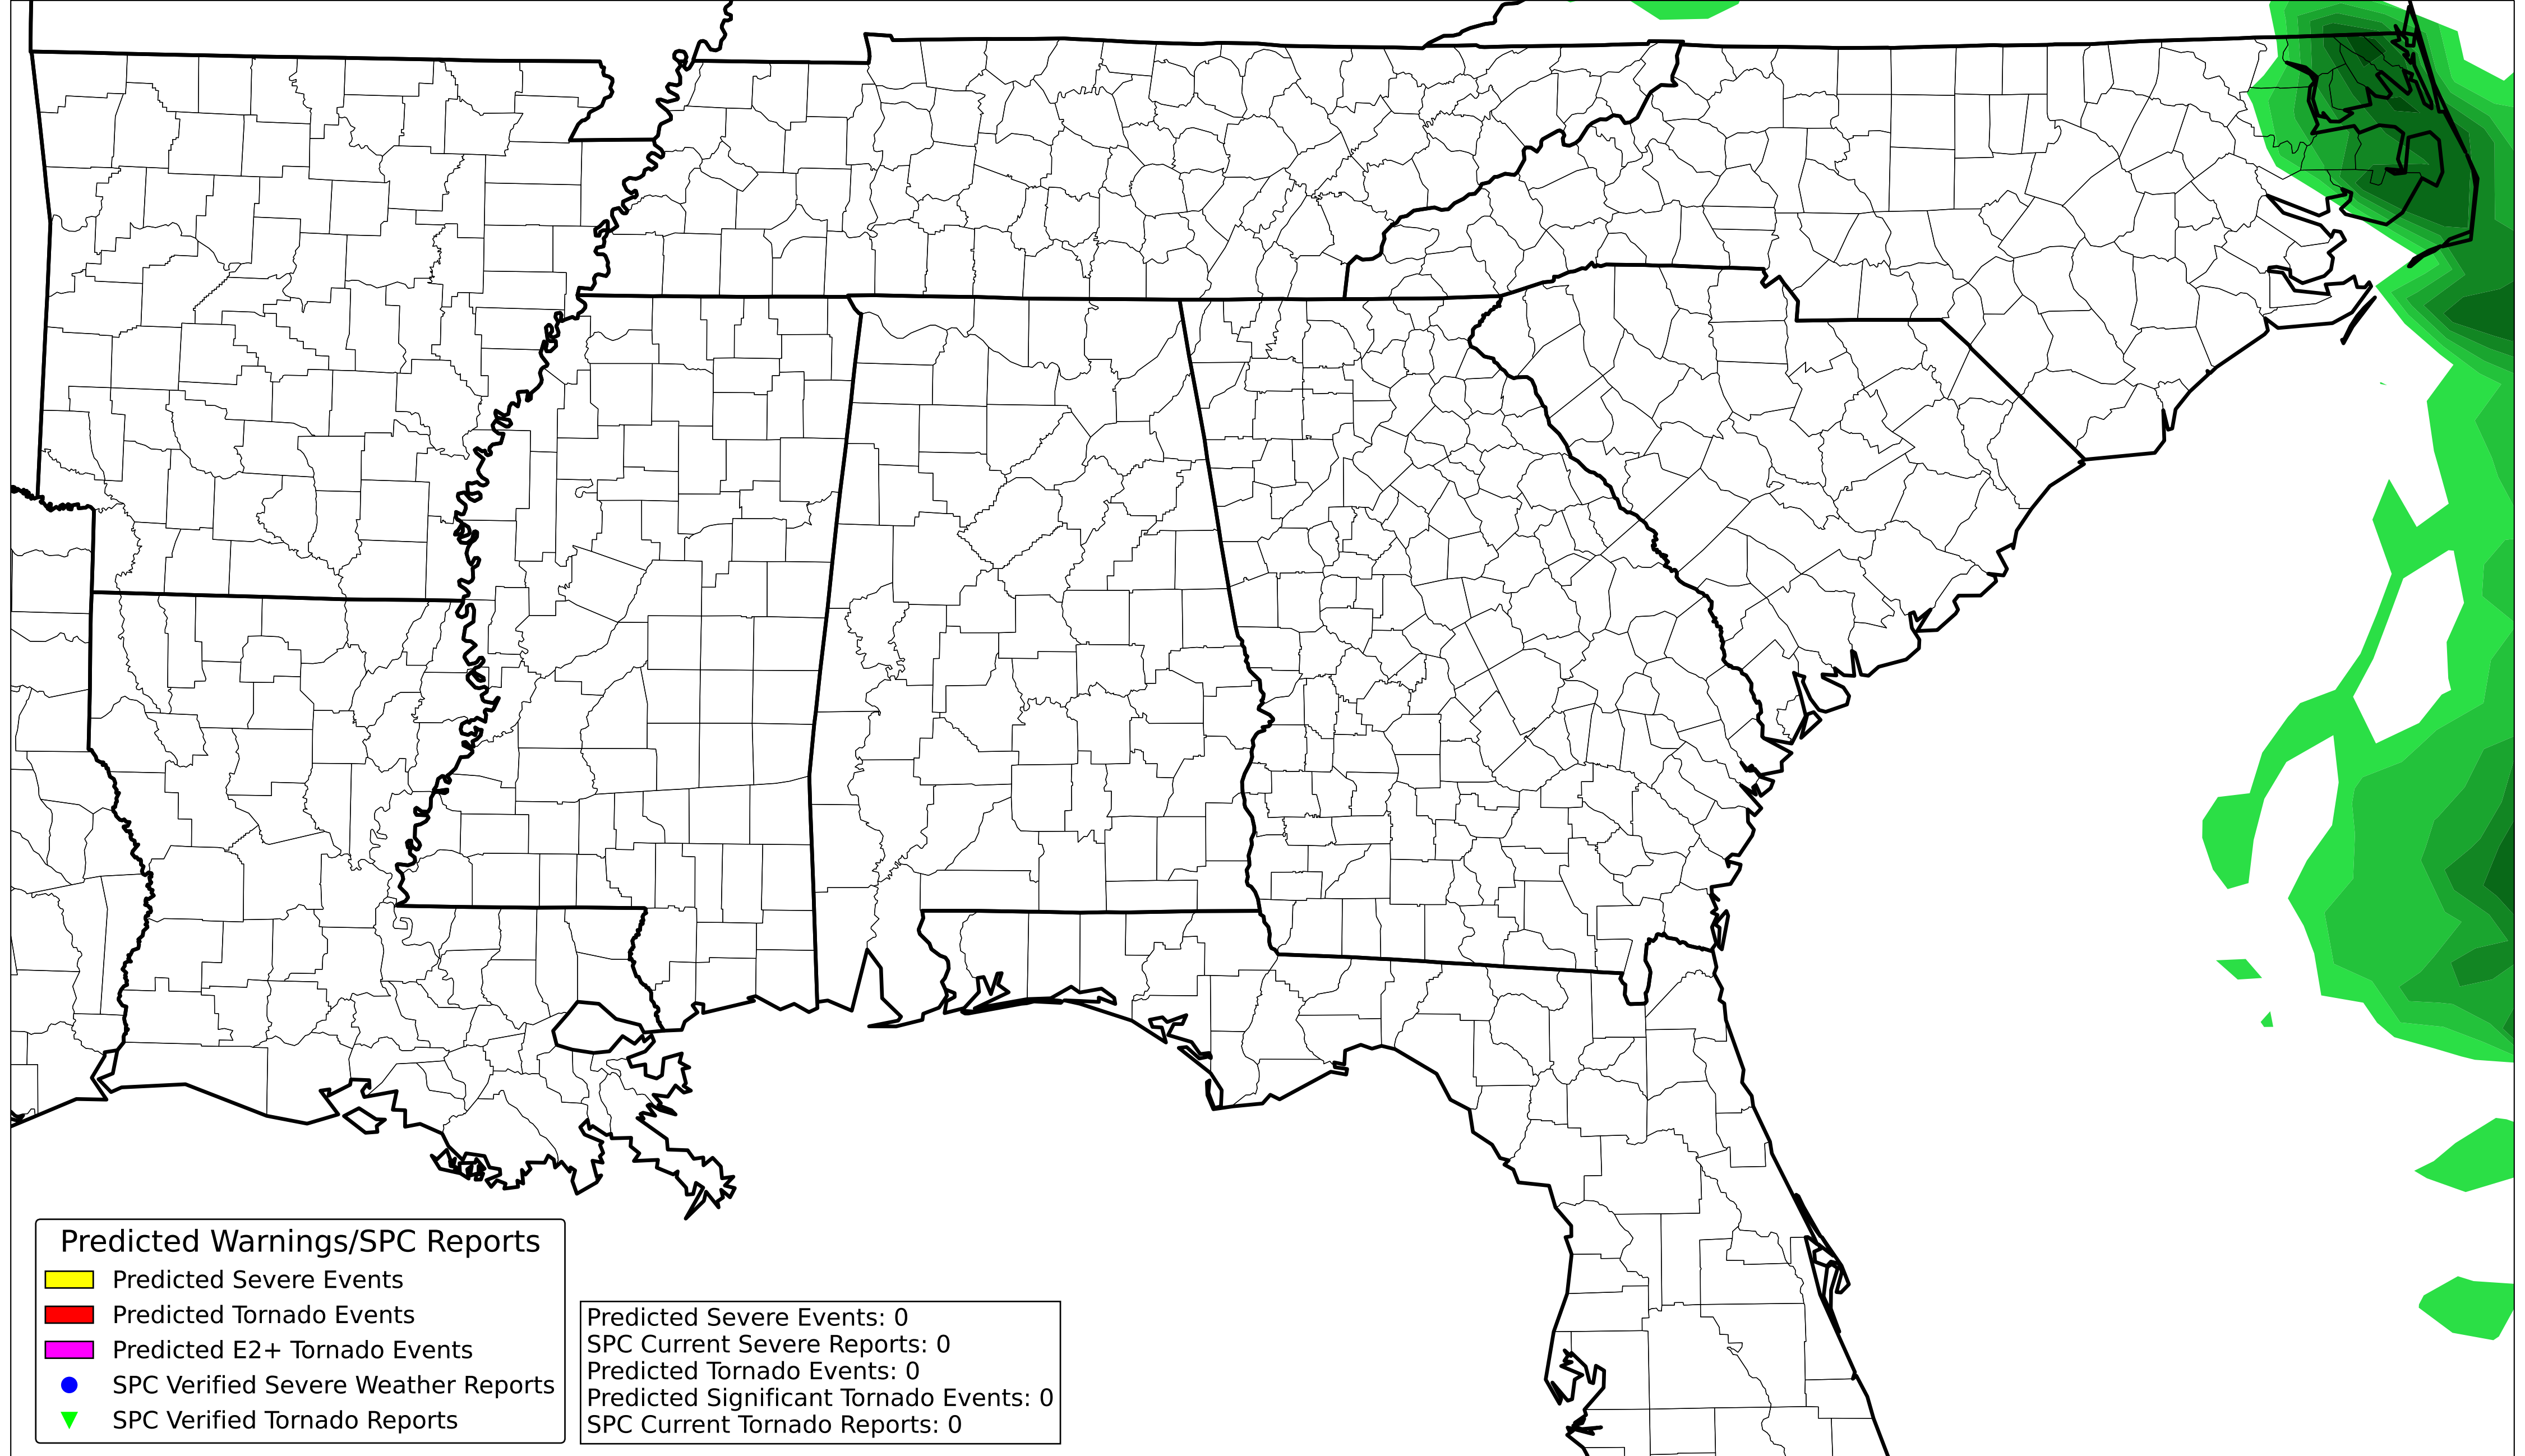 Predicted Warnings/SPC Reports
Predicted Severe Events
Predicted Tornado Events
Predicted E2+ Tornado Events
SPC Verified Severe Weather Reports
SPC Verified Tornado Reports
Predicted Severe Events: 0
SPC Current Severe Reports: 0
Predicted Tornado Events: 0
Predicted Significant Tornado Events: 0
SPC Current Tornado Reports: 0